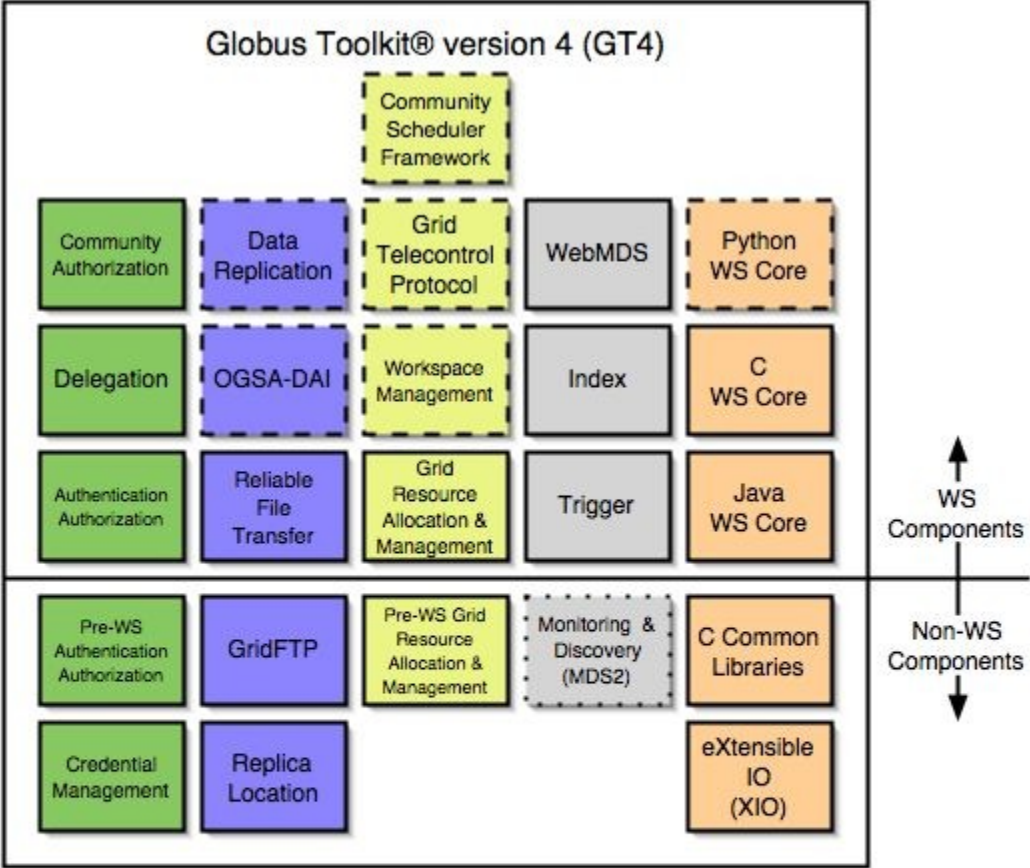 Globus Toolkit® version 4 (GT4)
Community
Scheduler
Framework
Community
Authorization
Data
Replication
Grid
Telecontrol
Protocol
WebMDS
Python
WS Core
Delegation
OGSA-DAI
Workspace
Management
Index
C
WS Core
Authentication
Authorization
Reliable
File
Transfer
Grid
Resource
Allocation &
Management
Trigger
Java
WS Core
WS
Components
Pre-WS
Authentication
Authorization
GridFTP
Pre-WS Grid
Resource
Allocation &
Management
Monitoring &
Discovery
(MDS2)
C Common
Libraries
Non-WS
Components
Credential
Management
Replica
Location
eXtensible
IO
(XIO)